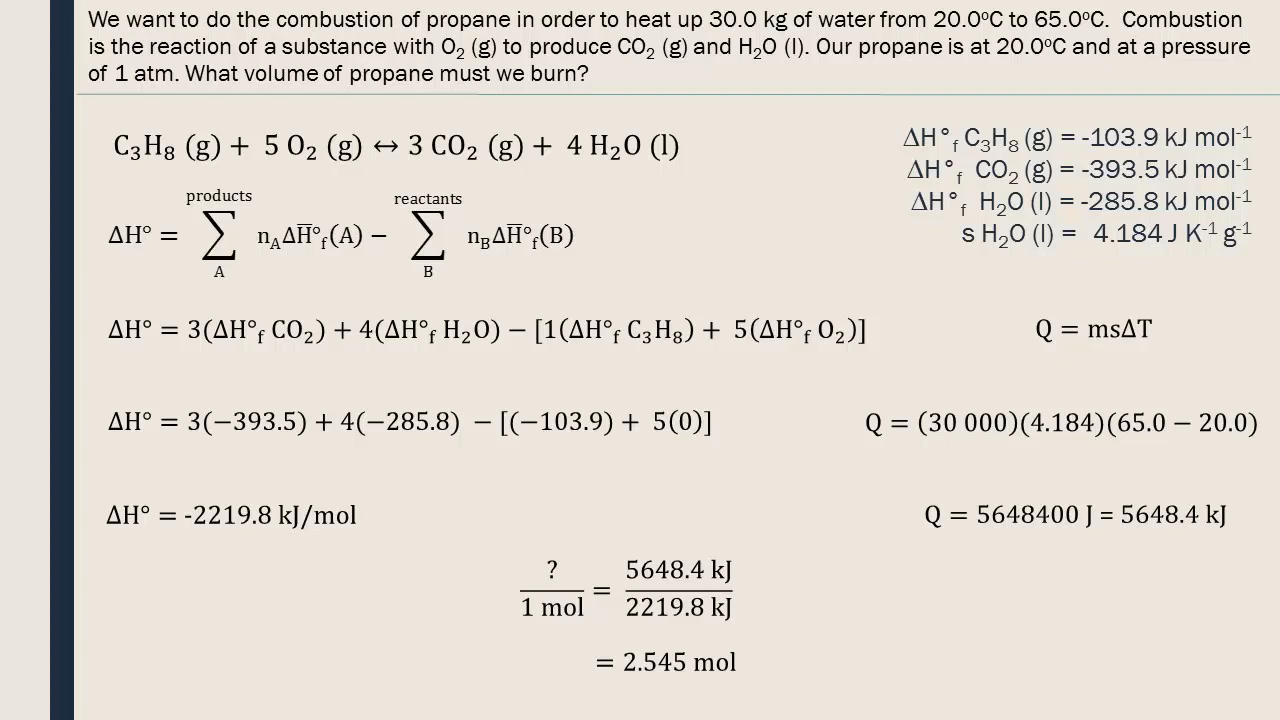 We want to do the combustion of propane in order to heat up 30.0 kg of water from 20.0°C to 65.0°C. Combustion
is the reaction of a substance with O₂ (g) to produce CO₂ (g) and H₂O (l). Our propane is at 20.0°C and at a pressure
of 1 atm. What volume of propane must we burn?
C₃H₈ (g) + 5 O₂ (g) ↔ 3 CO₂ (g) + 4 H₂O (l)
ΔH°f C₃H₈ (g) = -103.9 kJ mol⁻¹
ΔH°f CO₂ (g) = -393.5 kJ mol⁻¹
ΔH°f H₂O (l) = -285.8 kJ mol⁻¹
s H₂O (l) = 4.184 J K⁻¹ g⁻¹
products reactants
ΔH° = ∑ n_AΔH̅°f(A) − ∑ n_BΔH̅°f(B)
A B
ΔH° = 3(ΔH°f CO₂) + 4(ΔH°f H₂O) − [1(ΔH°f C₃H₈) + 5(ΔH°f O₂)]
Q = msΔT
ΔH° = 3(−393.5) + 4(−285.8) − [(−103.9) + 5(0)]
Q = (30 000)(4.184)(65.0 − 20.0)
ΔH° = -2219.8 kJ/mol
Q = 5648400 J = 5648.4 kJ
? 5648.4 kJ
=
1 mol 2219.8 kJ
= 2.545 mol